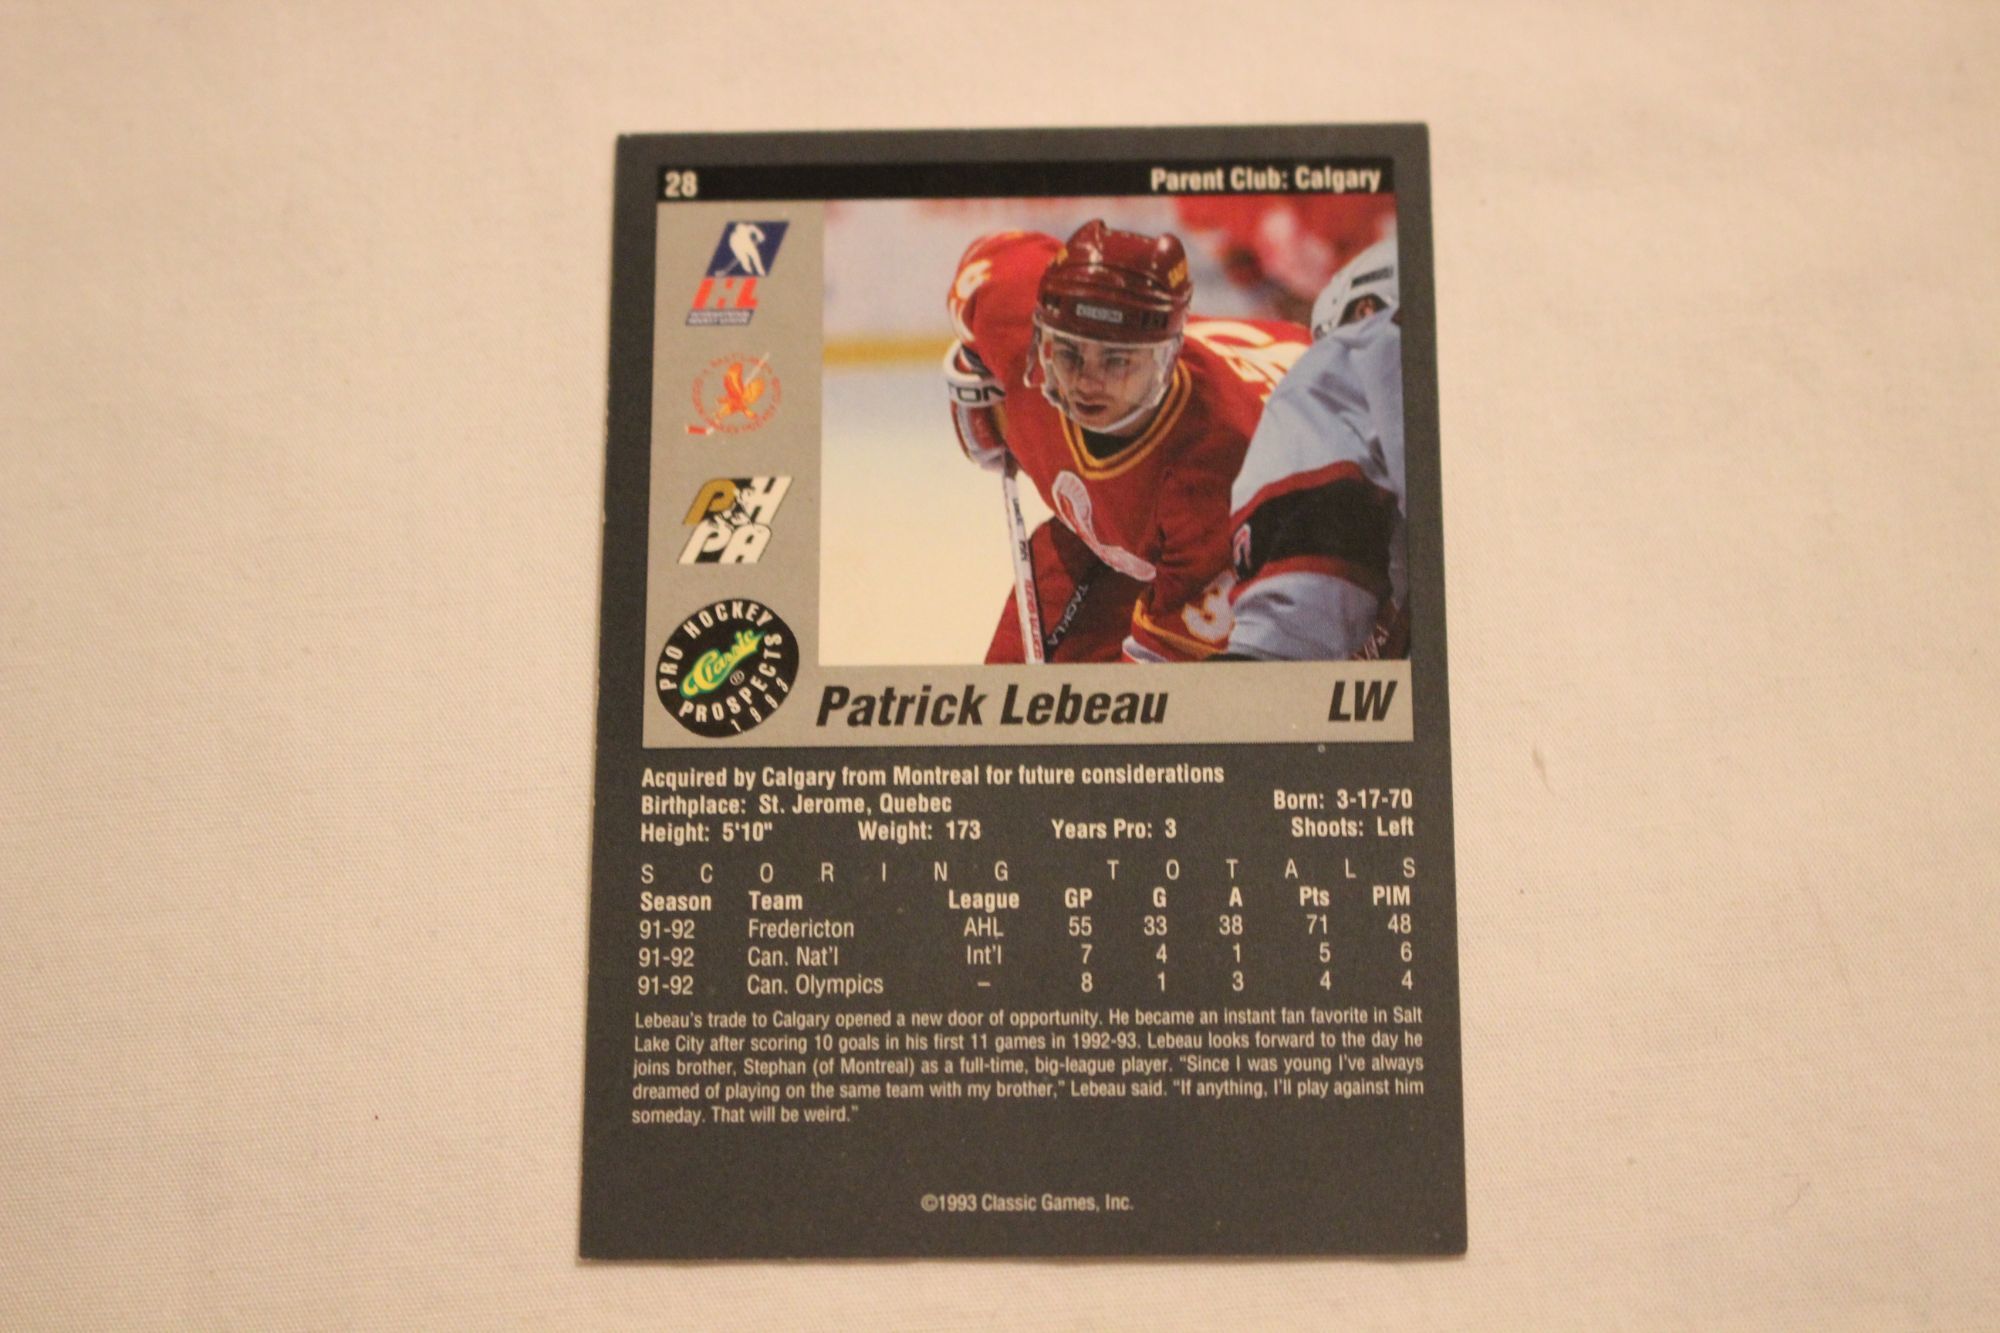 28 Parent Club: Calgary
IHL
INTERNATIONAL
HOCKEY LEAGUE
PHPA
PRO HOCKEY
Classic ®
PROSPECTS
1993
TACKLA
3
Patrick Lebeau LW
Acquired by Calgary from Montreal for future considerations
Birthplace: St. Jerome, Quebec Born: 3-17-70
Height: 5'10" Weight: 173 Years Pro: 3 Shoots: Left
SCORING TOTALS
Season Team League GP G A Pts PIM
91-92 Fredericton AHL 55 33 38 71 48
91-92 Can. Nat'l Int'l 7 4 1 5 6
91-92 Can. Olympics – 8 1 3 4 4
Lebeau's trade to Calgary opened a new door of opportunity. He became an instant fan favorite in Salt
Lake City after scoring 10 goals in his first 11 games in 1992-93. Lebeau looks forward to the day he
joins brother, Stephan (of Montreal) as a full-time, big-league player. "Since I was young I've always
dreamed of playing on the same team with my brother," Lebeau said. "If anything, I'll play against him
someday. That will be weird."
©1993 Classic Games, Inc.